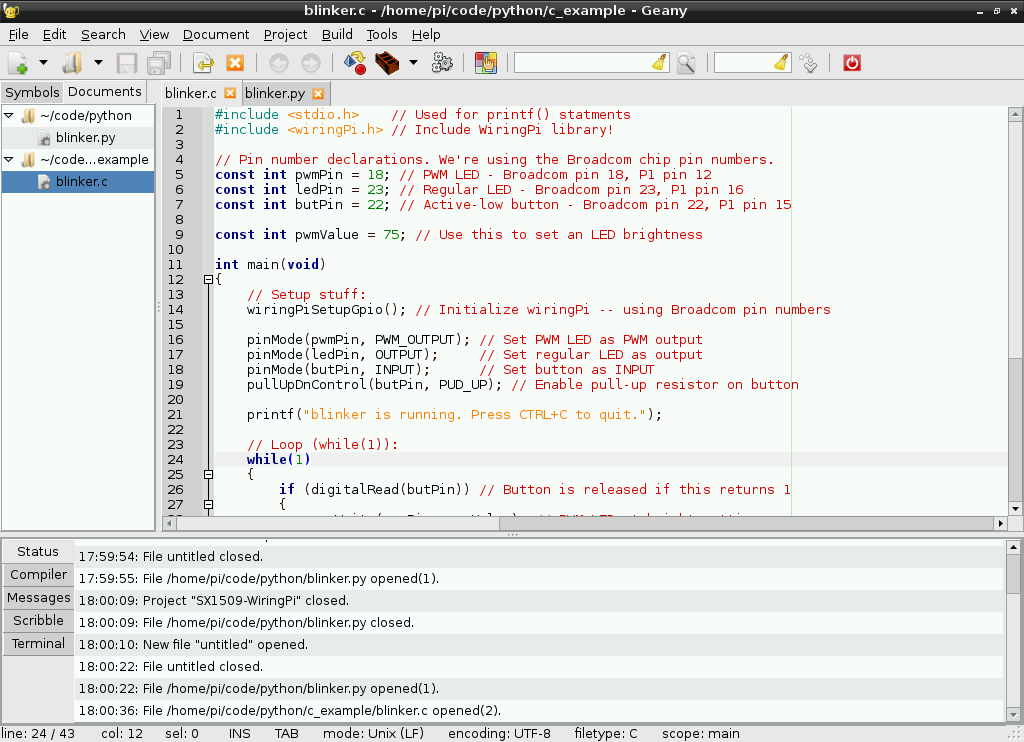 blinker.c - /home/pi/code/python/c_example - Geany
File Edit Search View Document Project Build Tools Help
Symbols Documents
~/code/python
blinker.py
~/code...example
blinker.c
blinker.c blinker.py
1 #include <stdio.h>    // Used for printf() statments
2 #include <wiringPi.h> // Include WiringPi library!
3
4 // Pin number declarations. We're using the Broadcom chip pin numbers.
5 const int pwmPin = 18; // PWM LED - Broadcom pin 18, P1 pin 12
6 const int ledPin = 23; // Regular LED - Broadcom pin 23, P1 pin 16
7 const int butPin = 22; // Active-low button - Broadcom pin 22, P1 pin 15
8
9 const int pwmValue = 75; // Use this to set an LED brightness
10
11 int main(void)
12 {
13     // Setup stuff:
14     wiringPiSetupGpio(); // Initialize wiringPi -- using Broadcom pin numbers
15
16     pinMode(pwmPin, PWM_OUTPUT); // Set PWM LED as PWM output
17     pinMode(ledPin, OUTPUT);     // Set regular LED as output
18     pinMode(butPin, INPUT);      // Set button as INPUT
19     pullUpDnControl(butPin, PUD_UP); // Enable pull-up resistor on button
20
21     printf("blinker is running. Press CTRL+C to quit.");
22
23     // Loop (while(1)):
24     while(1)
25     {
26         if (digitalRead(butPin)) // Button is released if this returns 1
27         {
Status
Compiler
Messages
Scribble
Terminal
17:59:54: File untitled closed.
17:59:55: File /home/pi/code/python/blinker.py opened(1).
18:00:09: Project "SX1509-WiringPi" closed.
18:00:09: File /home/pi/code/python/blinker.py closed.
18:00:10: New file "untitled" opened.
18:00:22: File untitled closed.
18:00:22: File /home/pi/code/python/blinker.py opened(1).
18:00:36: File /home/pi/code/python/c_example/blinker.c opened(2).
line: 24 / 43 col: 12 sel: 0 INS TAB mode: Unix (LF) encoding: UTF-8 filetype: C scope: main